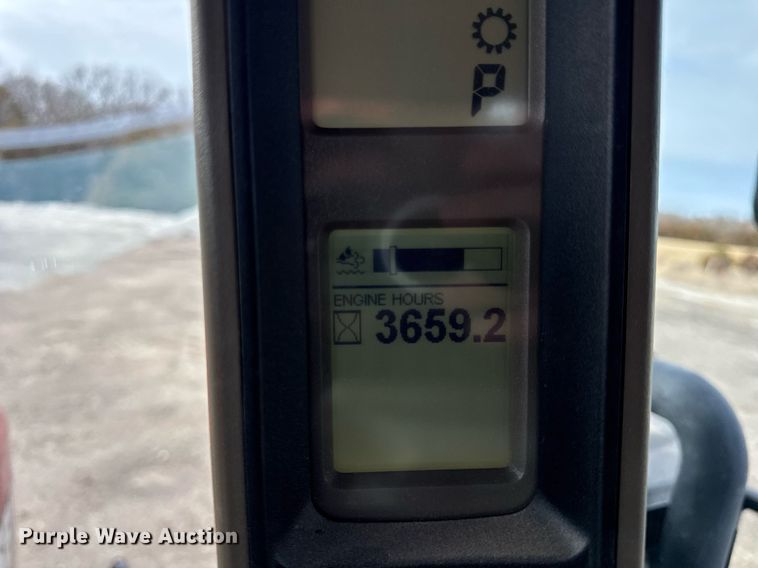 P
ENGINE HOURS
3659.2
Purple Wave Auction